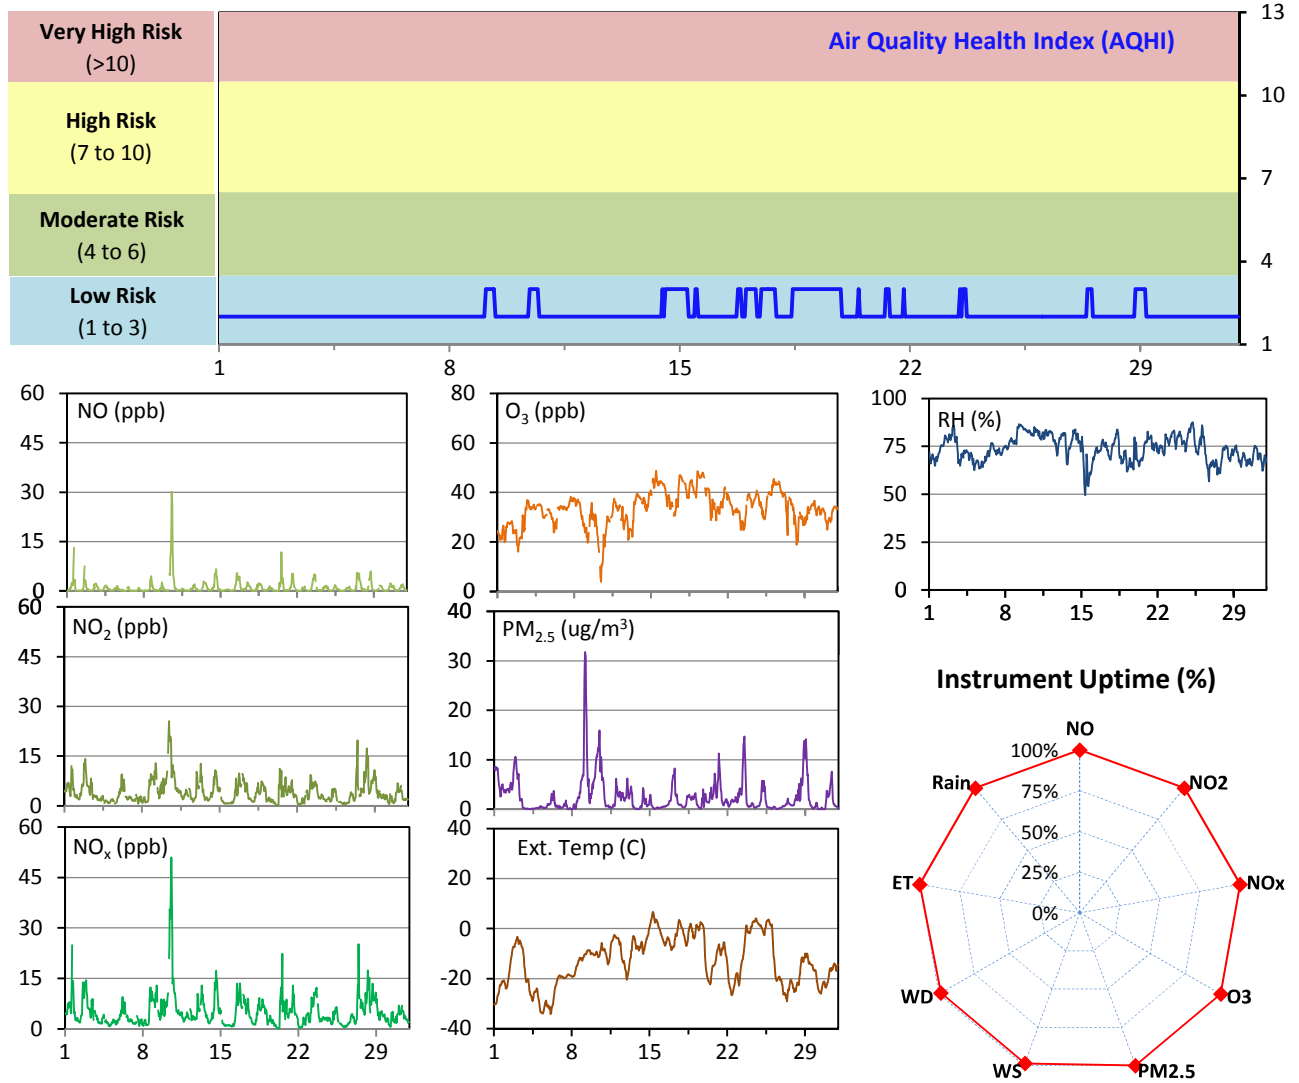 Very High Risk
(>10)
High Risk
(7 to 10)
Moderate Risk
(4 to 6)
Low Risk
(1 to 3)
Air Quality Health Index (AQHI)
13
10
7
4
1
1 8 15 22 29
NO (ppb)
60
45
30
15
0
O3 (ppb)
80
60
40
20
0
RH (%)
100
75
50
25
0
1 8 15 22 29
NO2 (ppb)
60
45
30
15
0
PM2.5 (ug/m³)
40
30
20
10
0
NOx (ppb)
60
45
30
15
0
1 8 15 22 29
Ext. Temp (C)
40
20
0
-20
-40
1 8 15 22 29
Instrument Uptime (%)
NO
100%
75%
50%
25%
0%
NO2
NOx
O3
PM2.5
WS
WD
ET
Rain